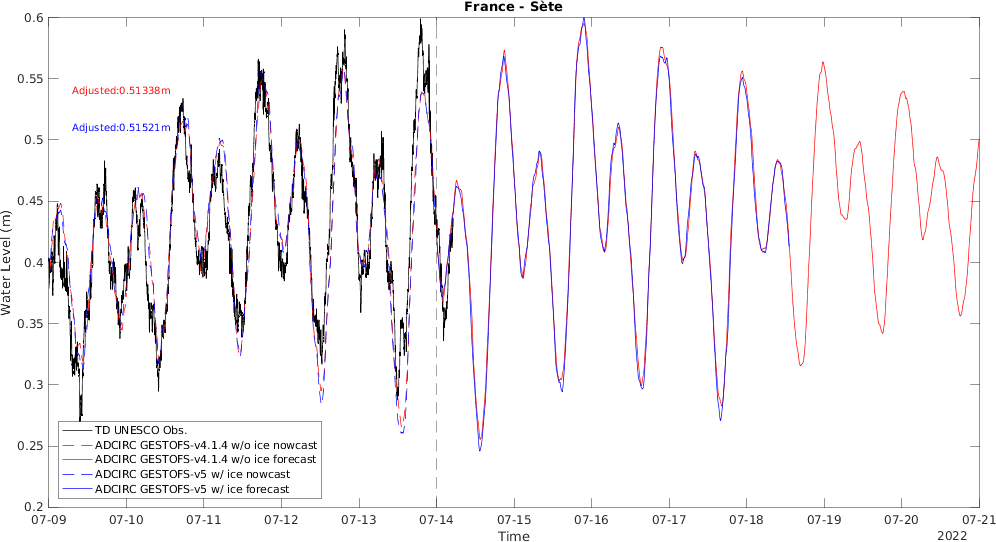 France - Sète
0.6
0.55
0.5
0.45
0.4
0.35
0.3
0.25
0.2
Water Level (m)
Adjusted:0.51338m
Adjusted:0.51521m
TD UNESCO Obs.
ADCIRC GESTOFS-v4.1.4 w/o ice nowcast
ADCIRC GESTOFS-v4.1.4 w/o ice forecast
ADCIRC GESTOFS-v5 w/ ice nowcast
ADCIRC GESTOFS-v5 w/ ice forecast
07-09 07-10 07-11 07-12 07-13 07-14 07-15 07-16 07-17 07-18 07-19 07-20 07-21
Time
2022